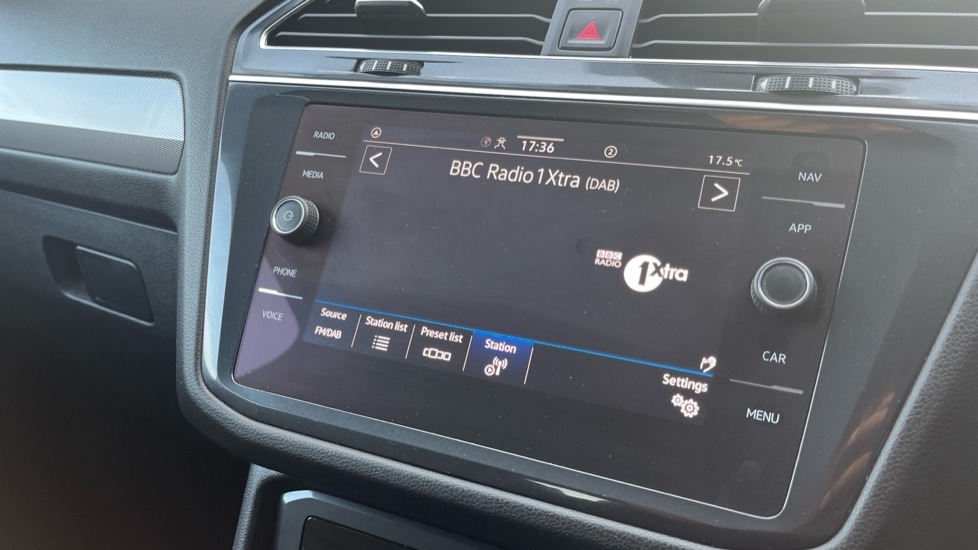 RADIO
MEDIA
PHONE
VOICE
17:36
2
17.5°C
<
BBC Radio 1Xtra (DAB)
>
BBC
RADIO
1Xtra
Source
FM/DAB
Station list
Preset list
Station
Settings
NAV
APP
CAR
MENU